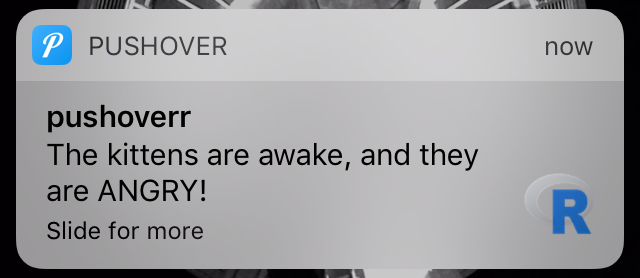 PUSHOVER now
pushoverr
The kittens are awake, and they
are ANGRY!
Slide for more
R